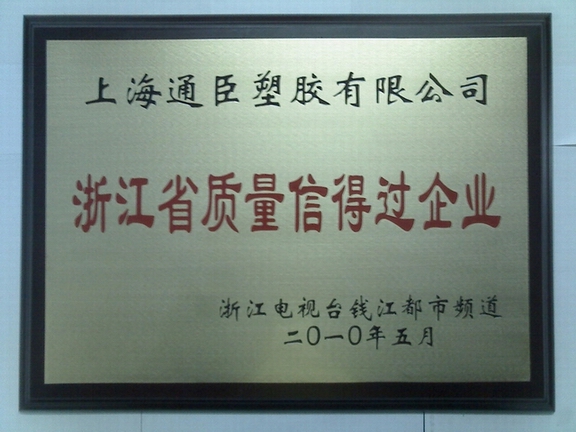 上海通臣塑胶有限公司
浙江省质量信得过企业
浙江电视台钱江都市频道
二〇一〇年五月